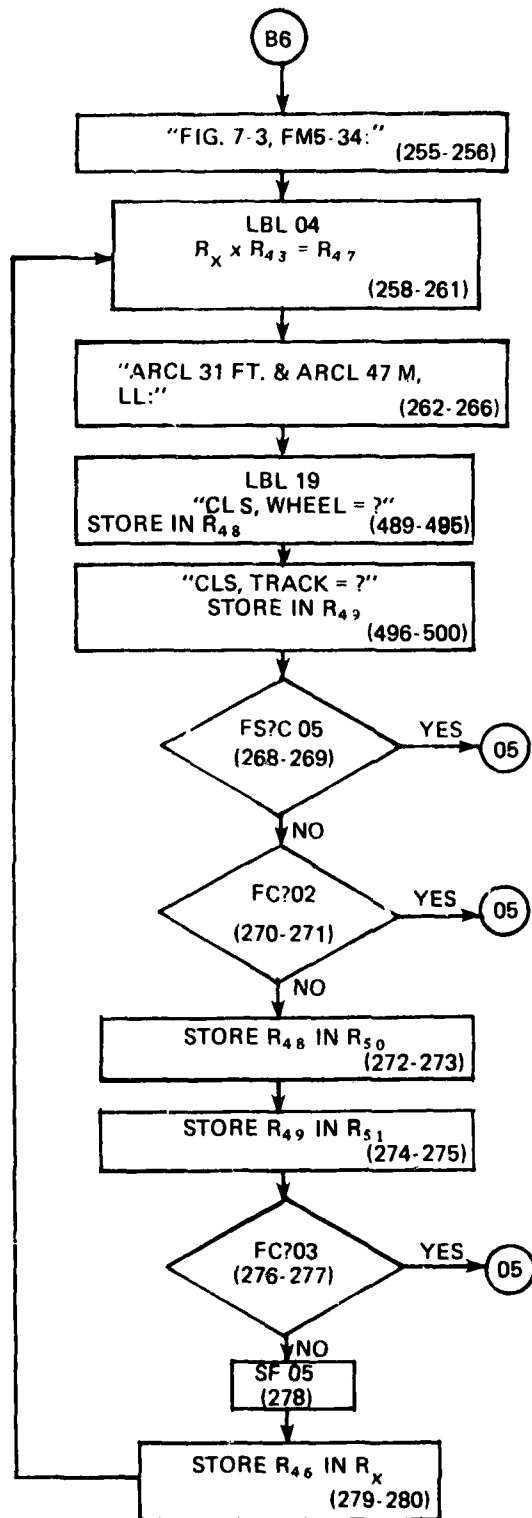 B6
"FIG. 7-3, FM5-34:"
(255-256)
LBL 04
Rx x R43 = R47
(258-261)
"ARCL 31 FT. & ARCL 47 M,
LL:"
(262-266)
LBL 19
"CLS, WHEEL = ?"
STORE IN R48
(489-495)
"CLS, TRACK = ?"
STORE IN R49
(496-500)
FS?C 05
(268-269)
YES
05
NO
FC?02
(270-271)
YES
05
NO
STORE R48 IN R50
(272-273)
STORE R49 IN R51
(274-275)
FC?03
(276-277)
YES
05
NO
SF 05
(278)
STORE R46 IN Rx
(279-280)